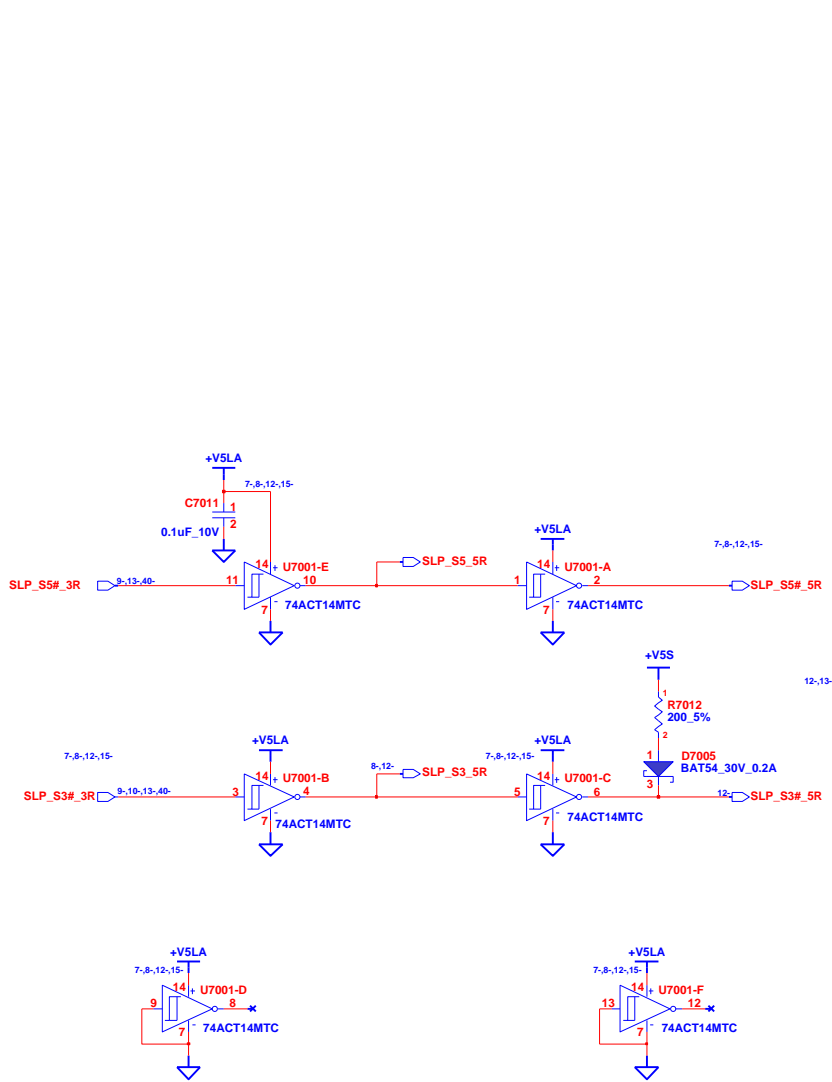 +V5LA
7-,8-,12-,15-
C7011
1
2
0.1uF_10V
+V5LA
7-,8-,12-,15-
SLP_S5#_3R
9-,13-,40-
11
14
+
U7001-E
10
-
7
74ACT14MTC
SLP_S5_5R
1
14
+
U7001-A
2
-
7
74ACT14MTC
SLP_S5#_5R
+V5S
12-,13-
1
R7012
200_5%
2
1
D7005
BAT54_30V_0.2A
3
7-,8-,12-,15-
+V5LA
8-,12-
SLP_S3_5R
7-,8-,12-,15-
+V5LA
SLP_S3#_3R
9-,10-,13-,40-
3
14
+
U7001-B
4
-
7
74ACT14MTC
5
14
+
U7001-C
6
-
7
74ACT14MTC
12-
SLP_S3#_5R
+V5LA
7-,8-,12-,15-
9
14
+
U7001-D
8
-
7
74ACT14MTC
+V5LA
7-,8-,12-,15-
13
14
+
U7001-F
12
-
7
74ACT14MTC